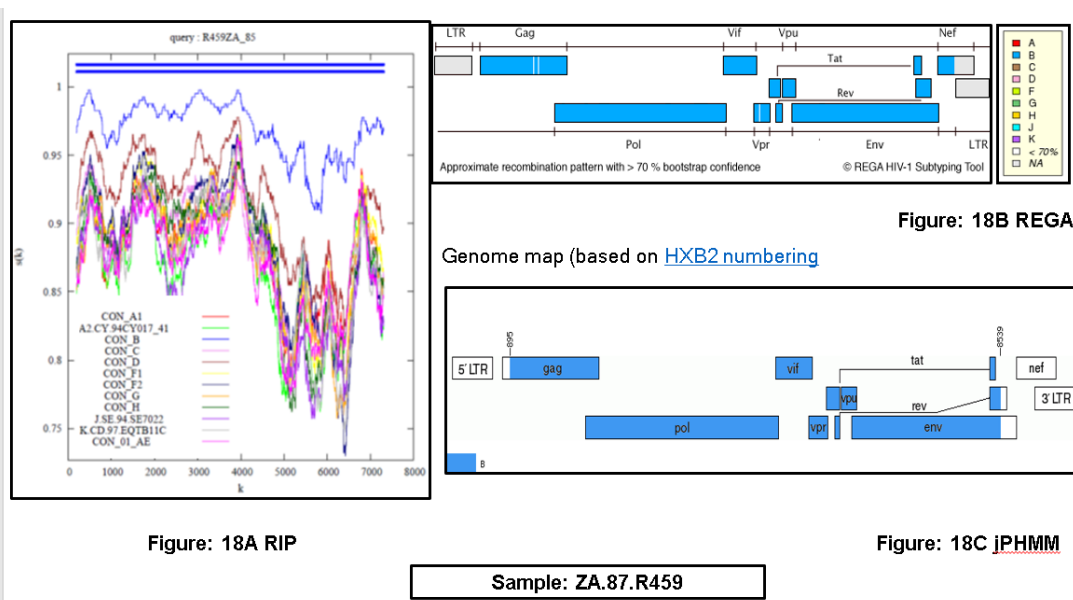 query : R459ZA_85
1
0.95
0.9
0.85
0.8
0.75
s(k)
CON_A1
A2.CY.94CY017_41
CON_B
CON_C
CON_D
CON_F1
CON_F2
CON_G
CON_H
J.SE.94.SE7022
K.CD.97.EQTB11C
CON_01_AE
0 1000 2000 3000 4000 5000 6000 7000 8000
k
Figure: 18A RIP
LTR Gag Vif Vpu Nef
Tat
Rev
Pol Vpr Env LTR
Approximate recombination pattern with > 70 % bootstrap confidence © REGA HIV-1 Subtyping Tool
A
B
C
D
F
G
H
J
K
< 70%
NA
Figure: 18B REGA
Genome map (based on HXB2 numbering
895 8539
5'LTR gag vif tat nef
vpu rev 3'LTR
pol vpr env
B
Figure: 18C jPHMM
Sample: ZA.87.R459